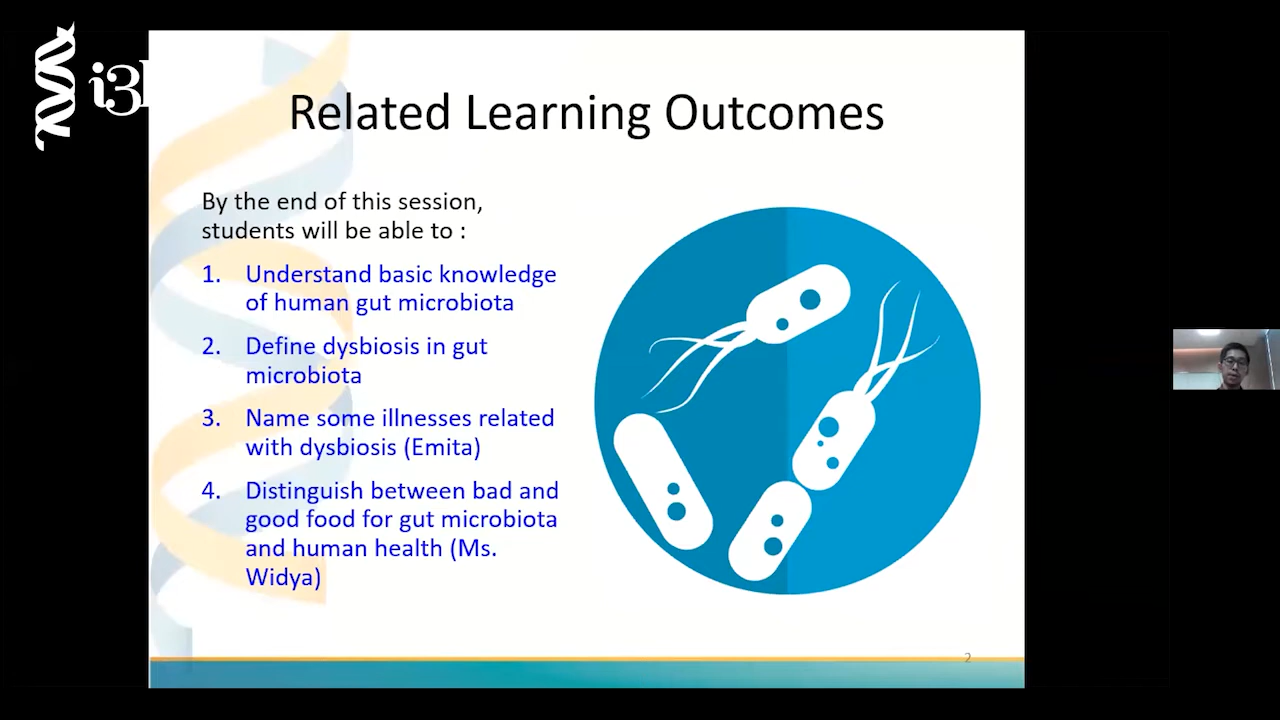 i3l
Related Learning Outcomes
By the end of this session,
students will be able to :
1. Understand basic knowledge
of human gut microbiota
2. Define dysbiosis in gut
microbiota
3. Name some illnesses related
with dysbiosis (Emita)
4. Distinguish between bad and
good food for gut microbiota
and human health (Ms.
Widya)
2